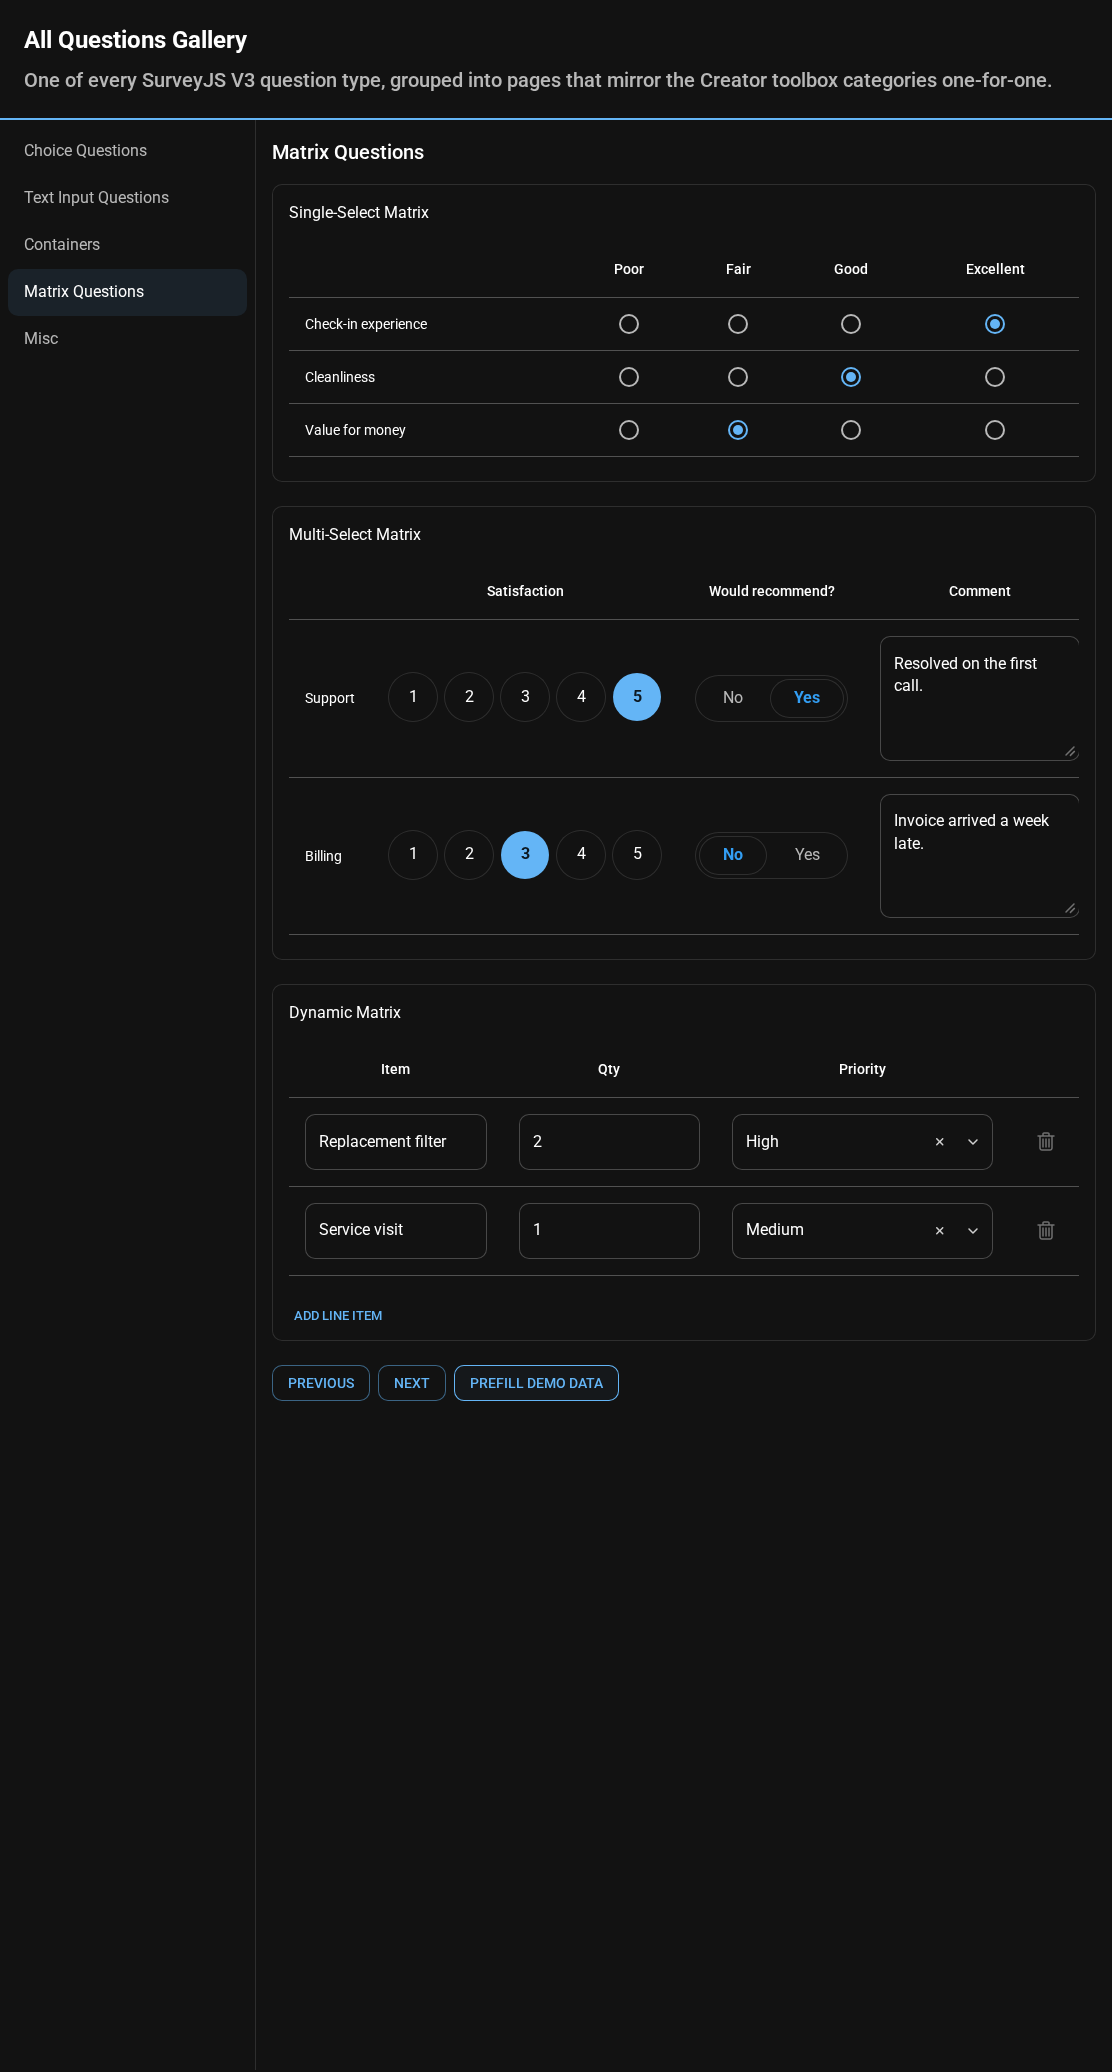 All Questions Gallery
One of every SurveyJS V3 question type, grouped into pages that mirror the Creator toolbox categories one-for-one.
Choice Questions
Text Input Questions
Containers
Matrix Questions
Misc
Matrix Questions
Single-Select Matrix
Poor Fair Good Excellent
Check-in experience
Cleanliness
Value for money
Multi-Select Matrix
Satisfaction Would recommend? Comment
Support 1 2 3 4 5 No Yes
Resolved on the first
call.
Billing 1 2 3 4 5 No Yes
Invoice arrived a week
late.
Dynamic Matrix
Item Qty Priority
Replacement filter 2 High
Service visit 1 Medium
ADD LINE ITEM
PREVIOUS NEXT PREFILL DEMO DATA